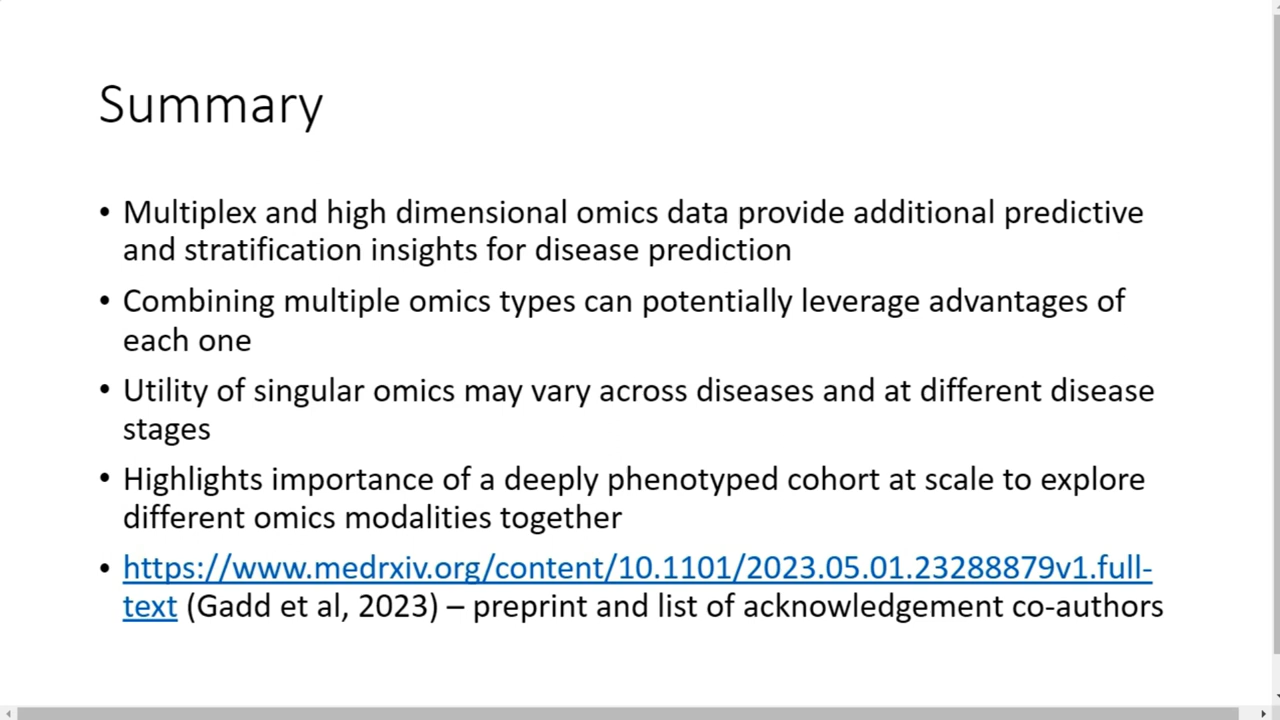 Summary
• Multiplex and high dimensional omics data provide additional predictive
and stratification insights for disease prediction
• Combining multiple omics types can potentially leverage advantages of
each one
• Utility of singular omics may vary across diseases and at different disease
stages
• Highlights importance of a deeply phenotyped cohort at scale to explore
different omics modalities together
• https://www.medrxiv.org/content/10.1101/2023.05.01.23288879v1.full-
text (Gadd et al, 2023) – preprint and list of acknowledgement co-authors